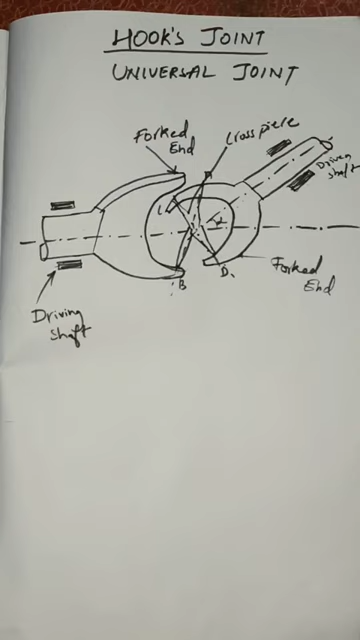 HOOK'S JOINT
UNIVERSAL JOINT
Forked
End
Cross piece
Driven
shaft
L
α
B
D
Forked
End
Driving
shaft